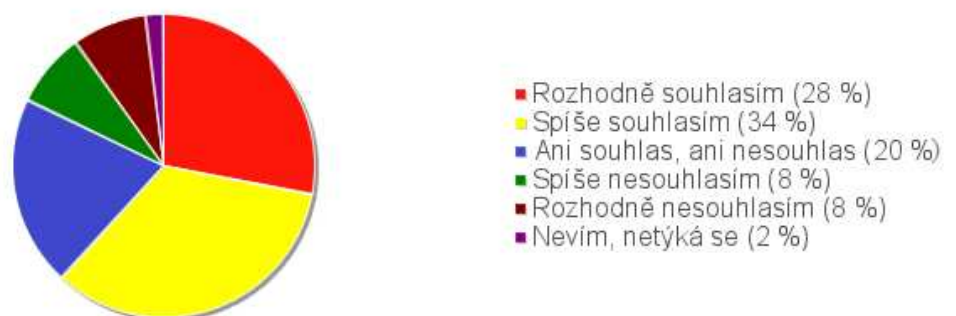 Rozhodně souhlasím (28 %)
Spíše souhlasím (34 %)
Ani souhlas, ani nesouhlas (20 %)
Spíše nesouhlasím (8 %)
Rozhodně nesouhlasím (8 %)
Nevím, netýká se (2 %)